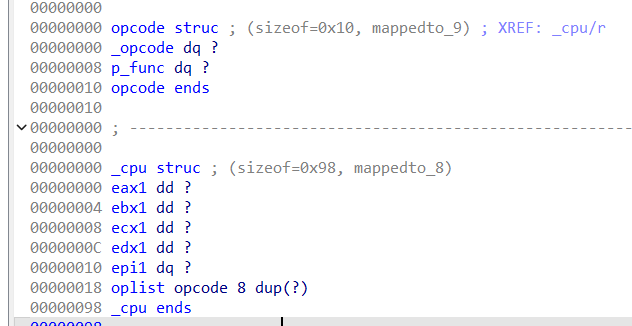 00000000
00000000 opcode struc ; (sizeof=0x10, mappedto_9) ; XREF: _cpu/r
00000000 _opcode dq ?
00000008 p_func dq ?
00000010 opcode ends
00000010
00000000 ; ---------------------------------------------------------
00000000
00000000 _cpu struc ; (sizeof=0x98, mappedto_8)
00000000 eax1 dd ?
00000004 ebx1 dd ?
00000008 ecx1 dd ?
0000000C edx1 dd ?
00000010 epi1 dq ?
00000018 oplist opcode 8 dup(?)
00000098 _cpu ends
00000098